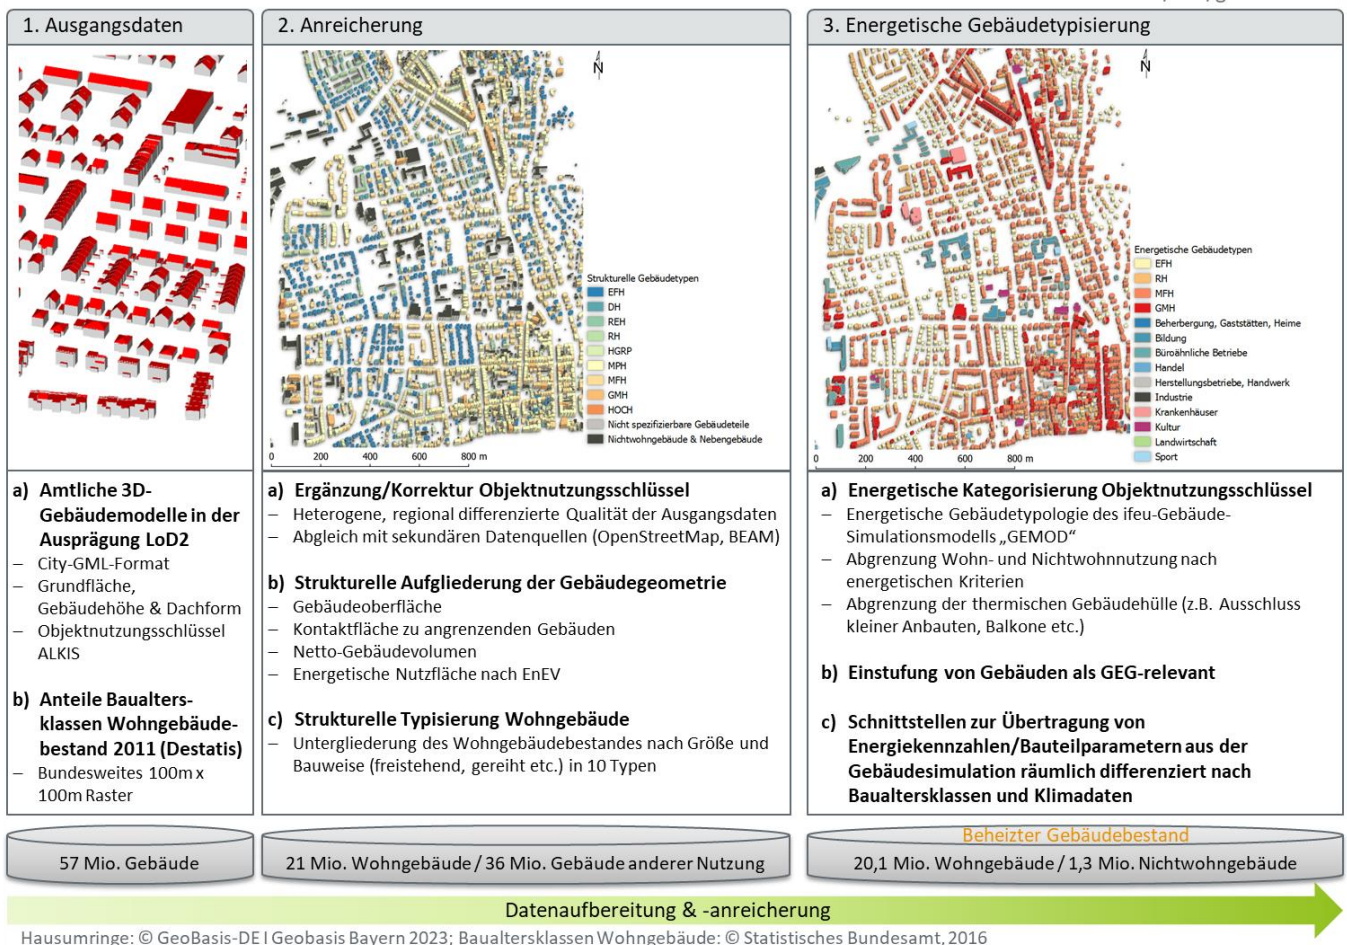 1. Ausgangsdaten
a) Amtliche 3D-
Gebäudemodelle in der
Ausprägung LoD2
– City-GML-Format
– Grundfläche,
Gebäudehöhe & Dachform
– Objektnutzungsschlüssel
ALKIS
b) Anteile Baualters-
klassen Wohngebäude-
bestand 2011 (Destatis)
– Bundesweites 100m x
100m Raster
57 Mio. Gebäude
2. Anreicherung
N
Strukturelle Gebäudetypen
EFH
DH
REH
RH
HGRP
MPH
MFH
GMH
HOCH
Nicht spezifizierbare Gebäudeteile
Nichtwohngebäude & Nebengebäude
0 200 400 600 800 m
a) Ergänzung/Korrektur Objektnutzungsschlüssel
– Heterogene, regional differenzierte Qualität der Ausgangsdaten
– Abgleich mit sekundären Datenquellen (OpenStreetMap, BEAM)
b) Strukturelle Aufgliederung der Gebäudegeometrie
– Gebäudeoberfläche
– Kontaktfläche zu angrenzenden Gebäuden
– Netto-Gebäudevolumen
– Energetische Nutzfläche nach EnEV
c) Strukturelle Typisierung Wohngebäude
– Untergliederung des Wohngebäudebestandes nach Größe und
Bauweise (freistehend, gereiht etc.) in 10 Typen
21 Mio. Wohngebäude / 36 Mio. Gebäude anderer Nutzung
3. Energetische Gebäudetypisierung
N
Energetische Gebäudetypen
EFH
RH
MFH
GMH
Beherbergung, Gaststätten, Heime
Bildung
Büroähnliche Betriebe
Handel
Herstellungsbetriebe, Handwerk
Industrie
Krankenhäuser
Kultur
Landwirtschaft
Sport
0 200 400 600 800 m
a) Energetische Kategorisierung Objektnutzungsschlüssel
– Energetische Gebäudetypologie des ifeu-Gebäude-
Simulationsmodells „GEMOD“
– Abgrenzung Wohn- und Nichtwohnnutzung nach
energetischen Kriterien
– Abgrenzung der thermischen Gebäudehülle (z.B. Ausschluss
kleiner Anbauten, Balkone etc.)
b) Einstufung von Gebäuden als GEG-relevant
c) Schnittstellen zur Übertragung von
Energiekennzahlen/Bauteilparametern aus der
Gebäudesimulation räumlich differenziert nach
Baualtersklassen und Klimadaten
Beheizter Gebäudebestand
20,1 Mio. Wohngebäude / 1,3 Mio. Nichtwohngebäude
Datenaufbereitung & -anreicherung
Hausumringe: © GeoBasis-DE I Geobasis Bayern 2023; Baualtersklassen Wohngebäude: © Statistisches Bundesamt, 2016